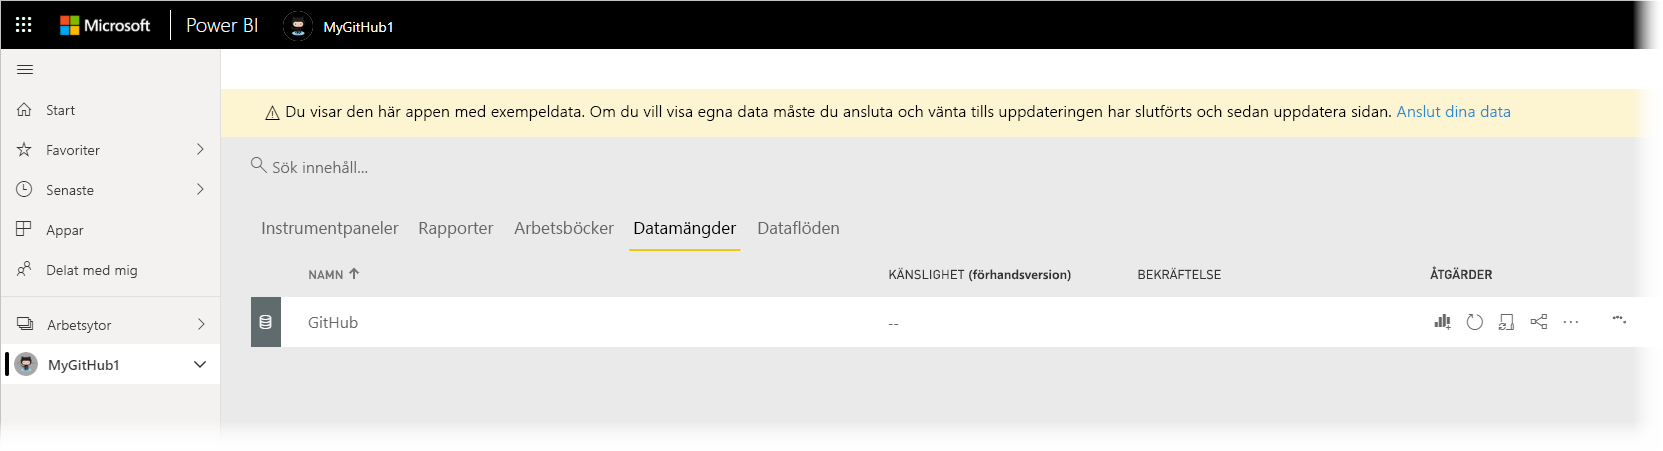 Microsoft Power BI MyGitHub1
Start
Du visar den här appen med exempeldata. Om du vill visa egna data måste du ansluta och vänta tills uppdateringen har slutförts och sedan uppdatera sidan. Anslut dina data
Favoriter
Sök innehåll...
Senaste
Appar
Instrumentpaneler Rapporter Arbetsböcker Datamängder Dataflöden
Delat med mig
NAMN KÄNSLIGHET (förhandsversion) BEKRÄFTELSE ÅTGÄRDER
Arbetsytor
GitHub --
MyGitHub1